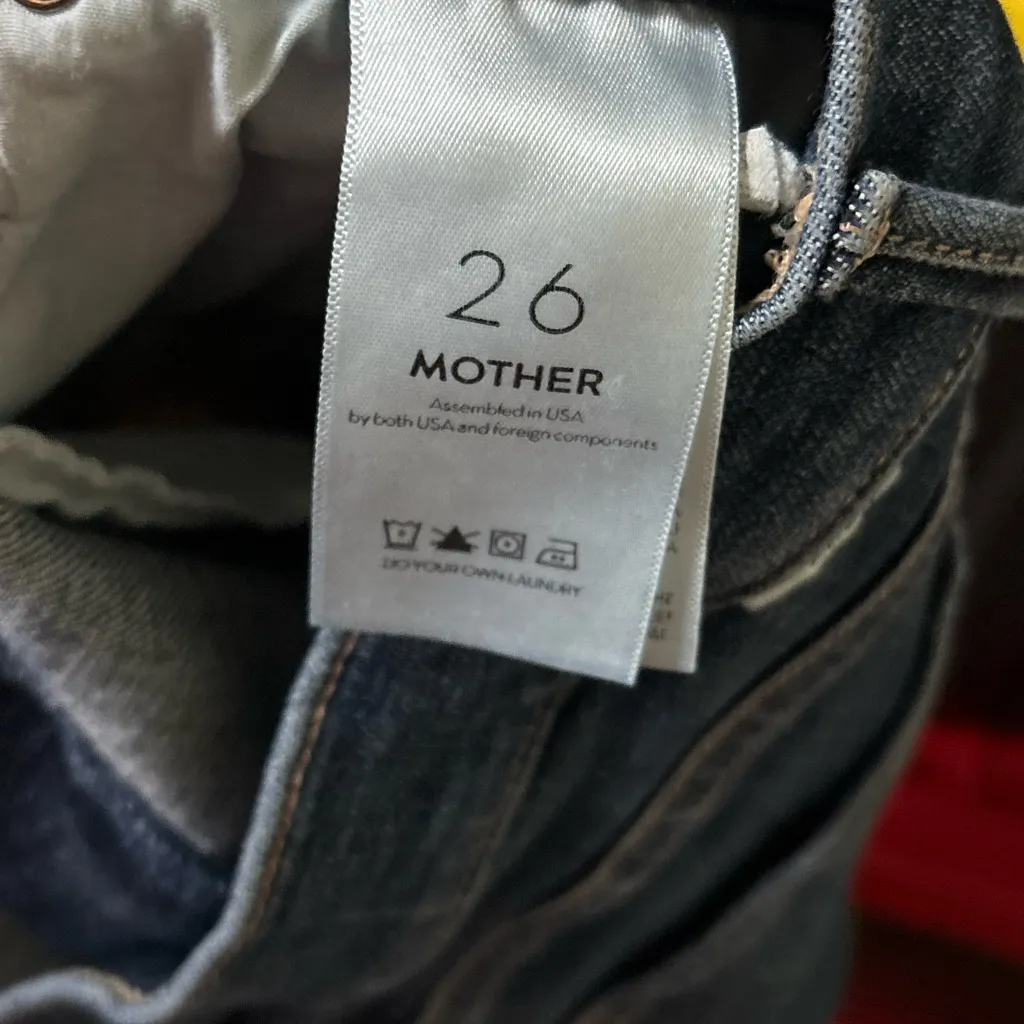 26
MOTHER
Assembled in USA
by both USA and foreign components
DO YOUR OWN LAUNDRY